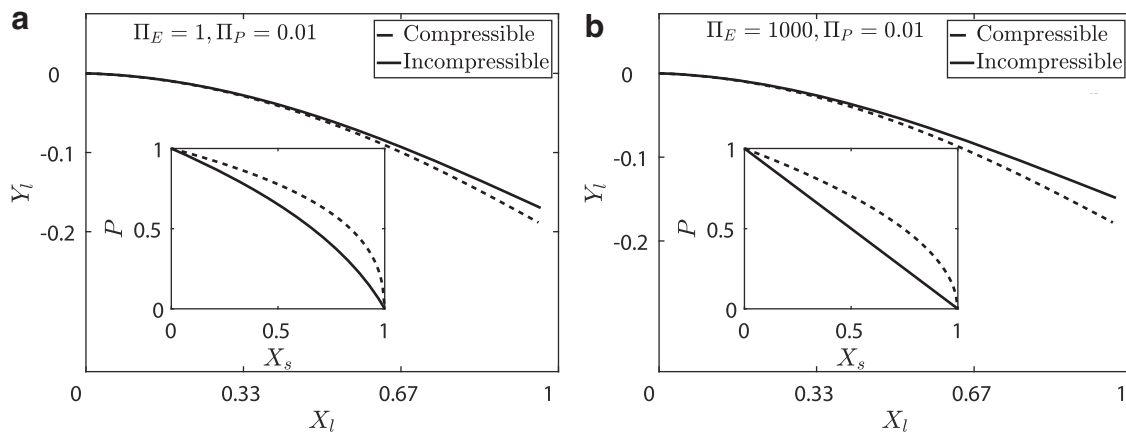 a
Π_E = 1, Π_P = 0.01
Compressible
Incompressible
0
-0.1
-0.2
Y_l
1
0.5
0
P
0
0.5
1
X_s
0
0.33
0.67
1
X_l
b
Π_E = 1000, Π_P = 0.01
Compressible
Incompressible
0
-0.1
-0.2
Y_l
1
0.5
0
P
0
0.5
1
X_s
0
0.33
0.67
1
X_l